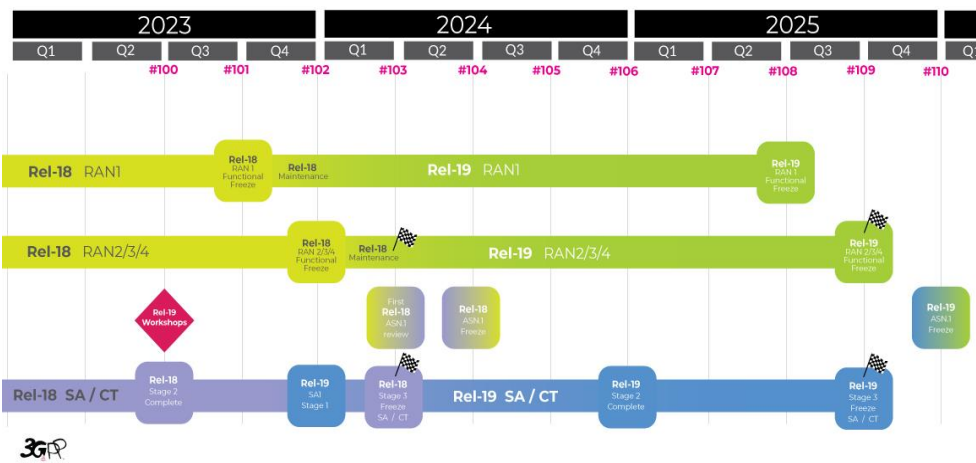 2023 2024 2025
Q1 Q2 Q3 Q4 Q1 Q2 Q3 Q4 Q1 Q2 Q3 Q4 Q1
#100 #101 #102 #103 #104 #105 #106 #107 #108 #109 #110
Rel-18 RAN1
Rel-18
RAN 1
Functional
Freeze
Rel-18
Maintenance
Rel-19 RAN1
Rel-19
RAN 1
Functional
Freeze
Rel-18 RAN2/3/4
Rel-18
RAN 2/3/4
Functional
Freeze
Rel-18
Maintenance
Rel-19 RAN2/3/4
Rel-19
RAN 2/3/4
Functional
Freeze
Rel-19
Workshops
First
Rel-18
ASN.1
review
Rel-18
ASN.1
Freeze
Rel-19
ASN.1
Freeze
Rel-18 SA / CT
Rel-18
Stage 2
Complete
Rel-19
SA1
Stage 1
Rel-18
Stage 3
Freeze
SA / CT
Rel-19 SA / CT
Rel-19
Stage 2
Complete
Rel-19
Stage 3
Freeze
SA / CT
3GPP